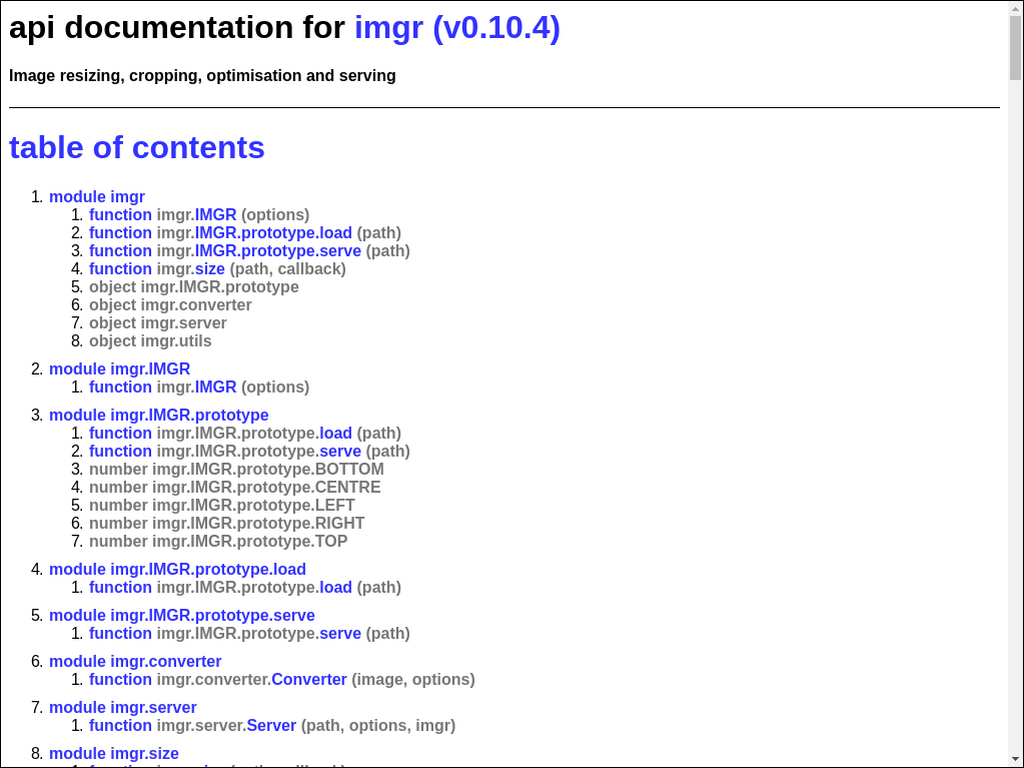 api documentation for imgr (v0.10.4)
Image resizing, cropping, optimisation and serving
table of contents
1. module imgr
1. function imgr.IMGR (options)
2. function imgr.IMGR.prototype.load (path)
3. function imgr.IMGR.prototype.serve (path)
4. function imgr.size (path, callback)
5. object imgr.IMGR.prototype
6. object imgr.converter
7. object imgr.server
8. object imgr.utils
2. module imgr.IMGR
1. function imgr.IMGR (options)
3. module imgr.IMGR.prototype
1. function imgr.IMGR.prototype.load (path)
2. function imgr.IMGR.prototype.serve (path)
3. number imgr.IMGR.prototype.BOTTOM
4. number imgr.IMGR.prototype.CENTRE
5. number imgr.IMGR.prototype.LEFT
6. number imgr.IMGR.prototype.RIGHT
7. number imgr.IMGR.prototype.TOP
4. module imgr.IMGR.prototype.load
1. function imgr.IMGR.prototype.load (path)
5. module imgr.IMGR.prototype.serve
1. function imgr.IMGR.prototype.serve (path)
6. module imgr.converter
1. function imgr.converter.Converter (image, options)
7. module imgr.server
1. function imgr.server.Server (path, options, imgr)
8. module imgr.size